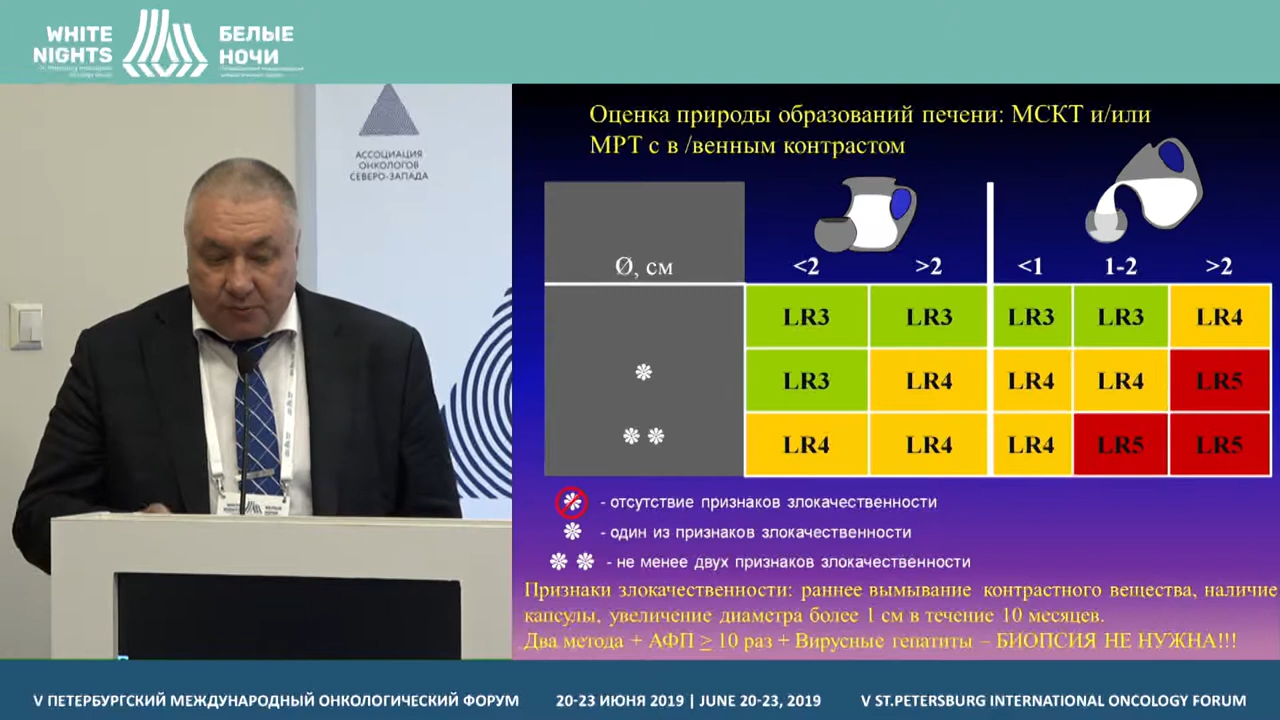 WHITE
NIGHTS
БЕЛЫЕ
НОЧИ
АССОЦИАЦИЯ
ОНКОЛОГОВ
СЕВЕРО-ЗАПАДА
Оценка природы образований печени: МСКТ и/или
МРТ с в /венным контрастом
Ø, см <2 >2 <1 1-2 >2
LR3 LR3 LR3 LR3 LR4
LR3 LR4 LR4 LR4 LR5
LR4 LR4 LR4 LR5 LR5
- отсутствие признаков злокачественности
- один из признаков злокачественности
- не менее двух признаков злокачественности
Признаки злокачественности: раннее вымывание контрастного вещества, наличие
капсулы, увеличение диаметра более 1 см в течение 10 месяцев.
Два метода + АФП ≥ 10 раз + Вирусные гепатиты – БИОПСИЯ НЕ НУЖНА!!!
V ПЕТЕРБУРГСКИЙ МЕЖДУНАРОДНЫЙ ОНКОЛОГИЧЕСКИЙ ФОРУМ 20-23 ИЮНЯ 2019 | JUNE 20-23, 2019 V ST.PETERSBURG INTERNATIONAL ONCOLOGY FORUM